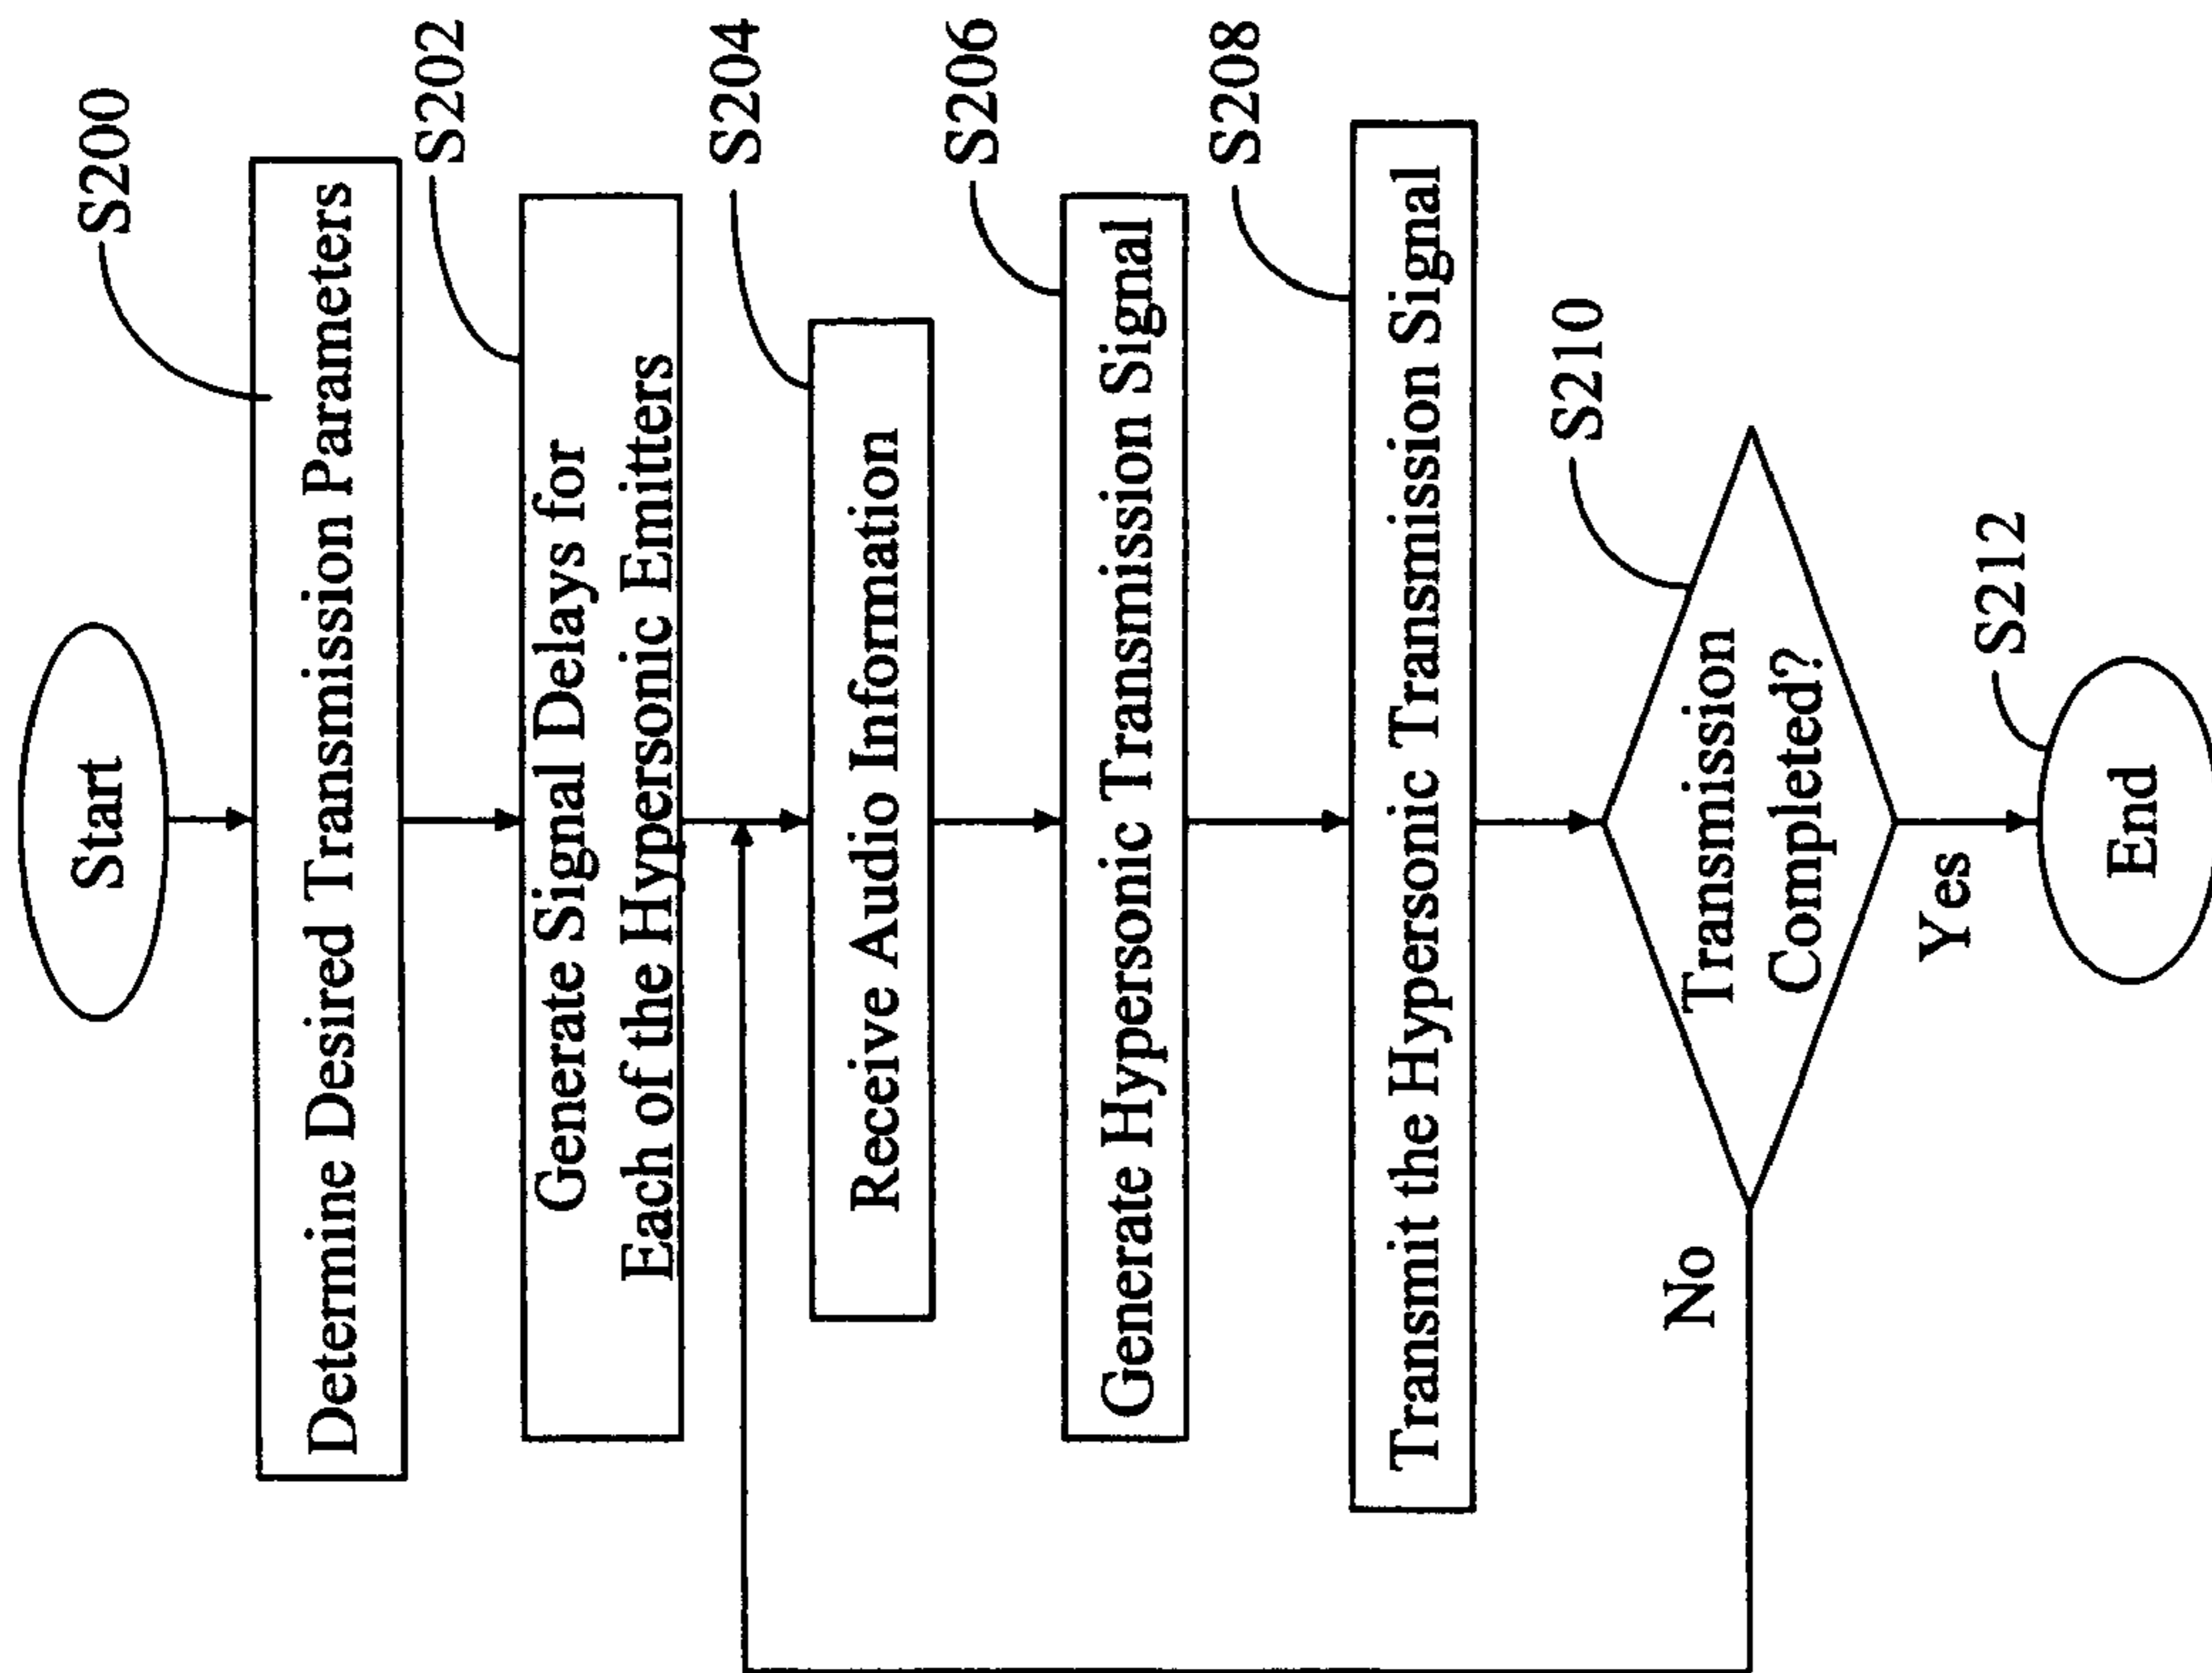 Start
S200
Determine Desired Transmission Parameters
S202
Generate Signal Delays for
Each of the Hypersonic Emitters
S204
Receive Audio Information
S206
Generate Hypersonic Transmission Signal
S208
Transmit the Hypersonic Transmission Signal
S210
Transmission
Completed?
No
Yes
S212
End